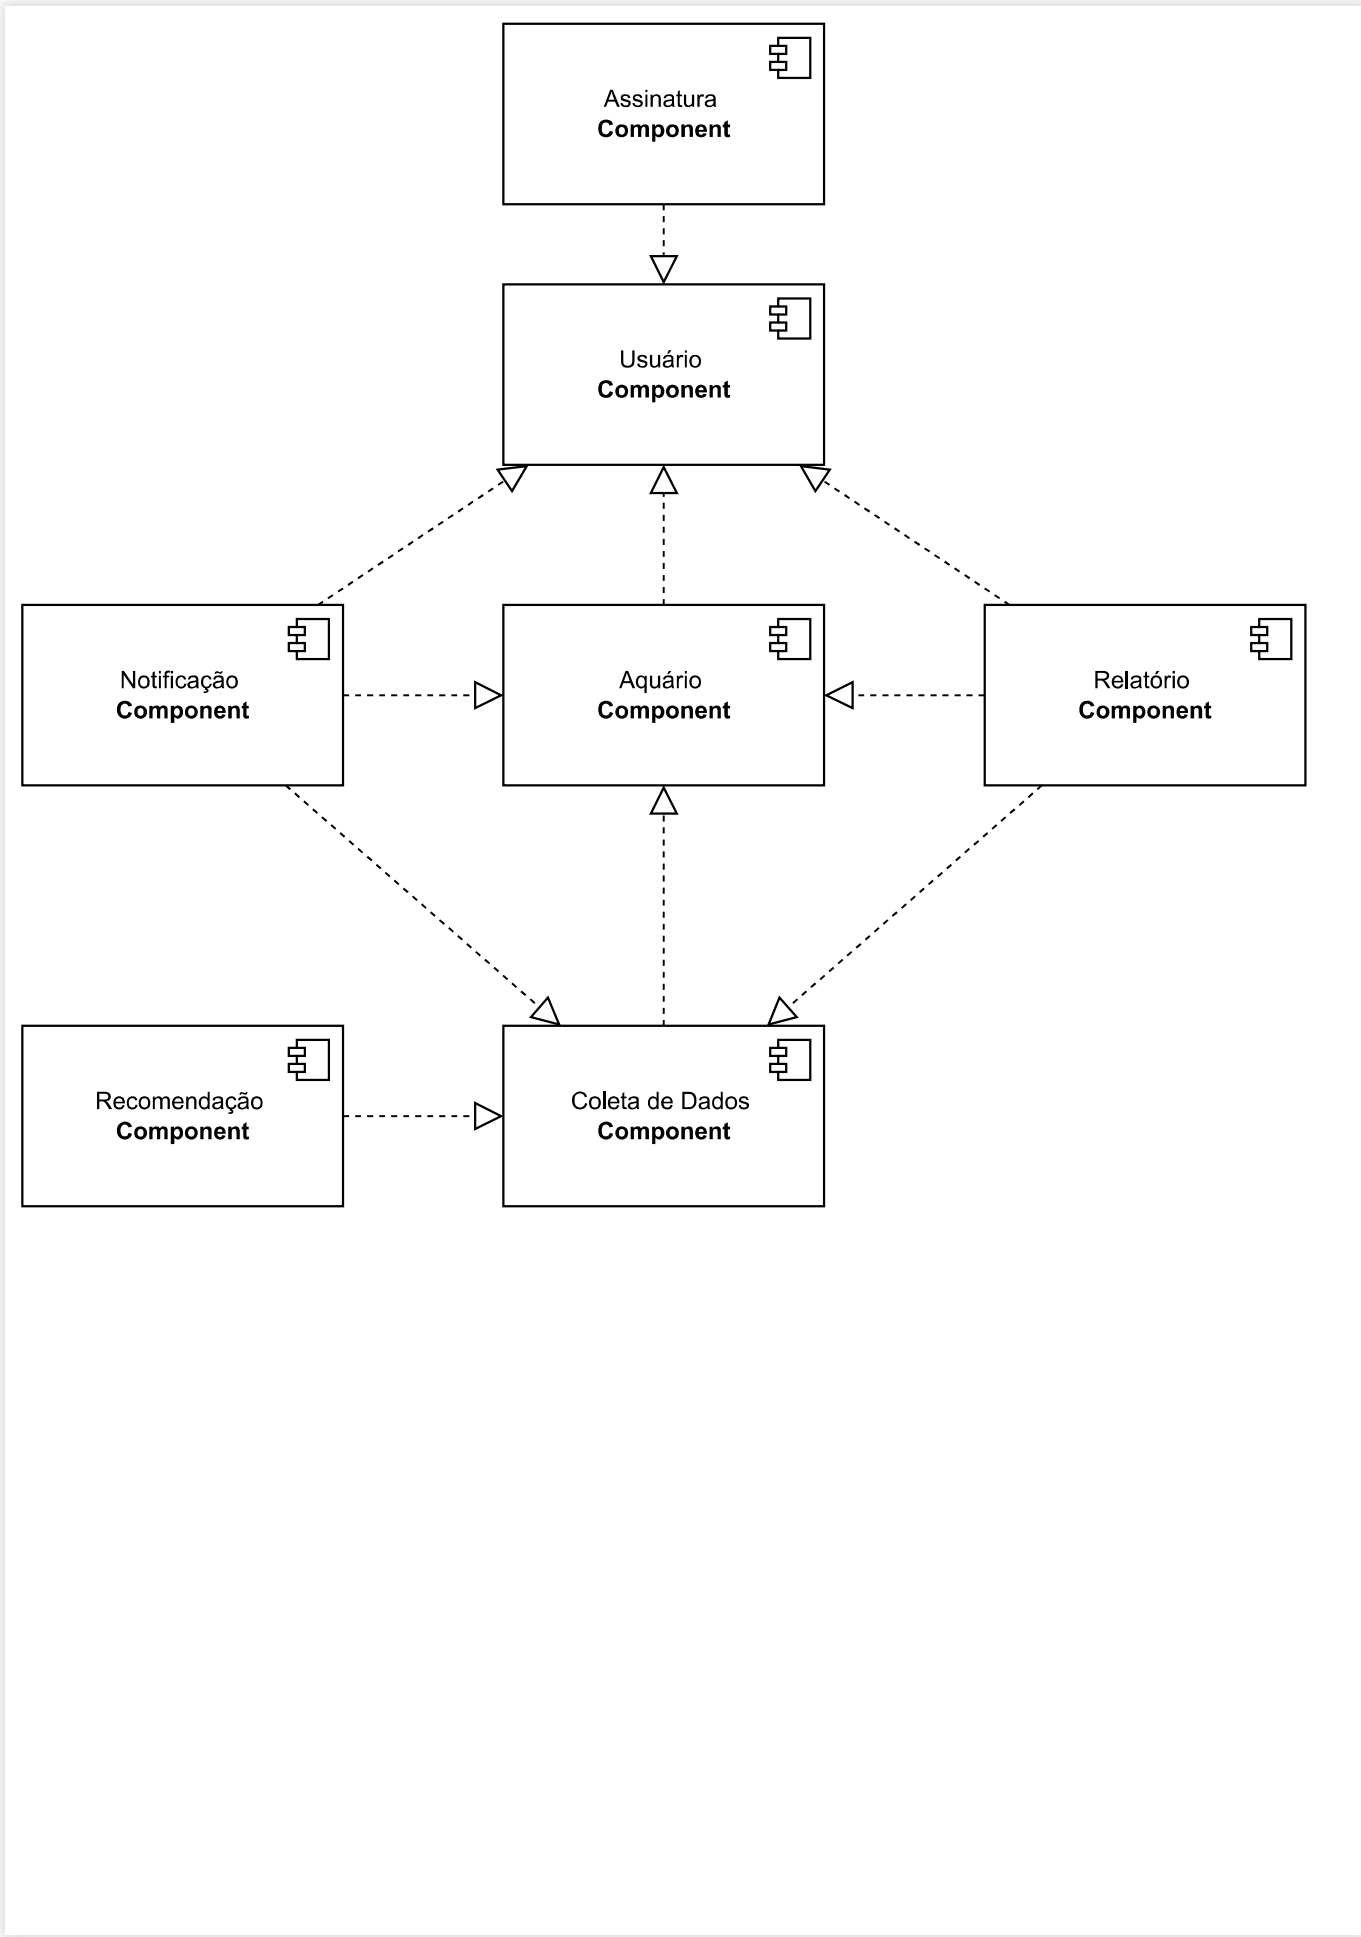 Assinatura
Component
Usuário
Component
Notificação
Component
Aquário
Component
Relatório
Component
Recomendação
Component
Coleta de Dados
Component